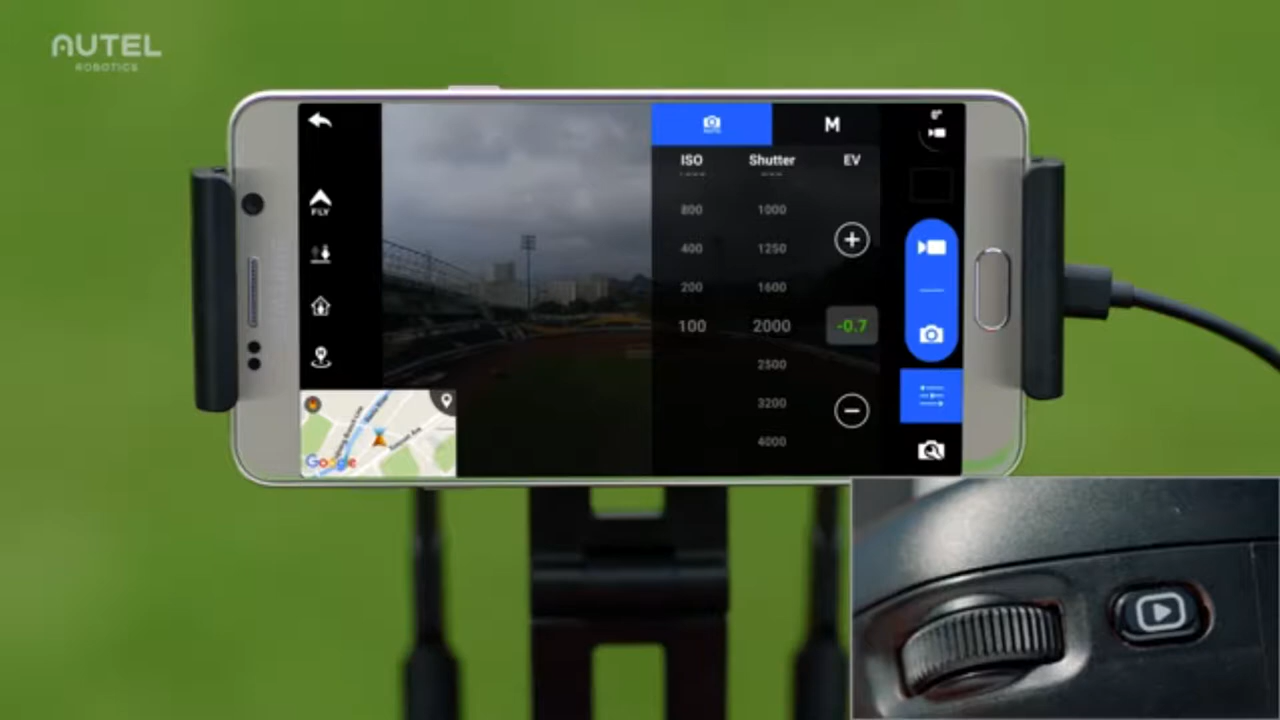 AUTEL
ROBOTICS
M
0°
ISO Shutter EV
800 1000
400 1250
200 1600
100 2000 -0.7
2500
3200
4000
FLY
H
Google